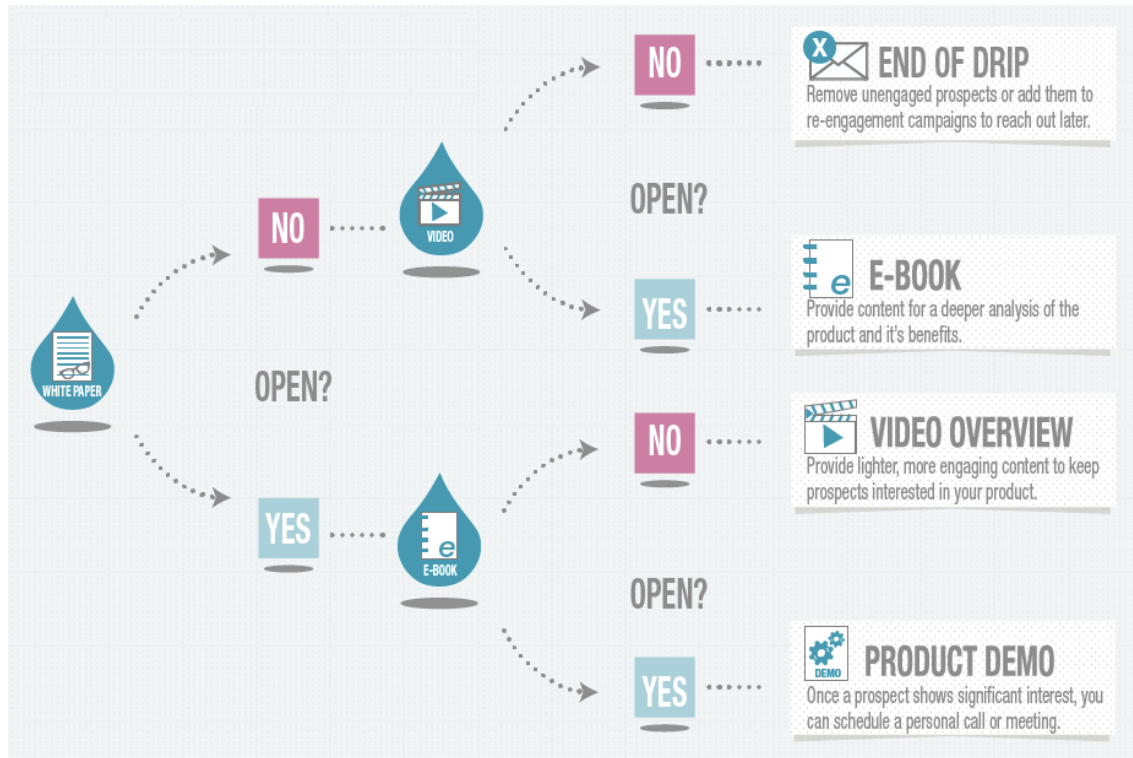 WHITE PAPER
OPEN?
NO
VIDEO
YES
e
E-BOOK
OPEN?
NO
X
END OF DRIP
Remove unengaged prospects or add them to
re-engagement campaigns to reach out later.
YES
e
E-BOOK
Provide content for a deeper analysis of the
product and it's benefits.
OPEN?
NO
VIDEO OVERVIEW
Provide lighter, more engaging content to keep
prospects interested in your product.
YES
DEMO
PRODUCT DEMO
Once a prospect shows significant interest, you
can schedule a personal call or meeting.